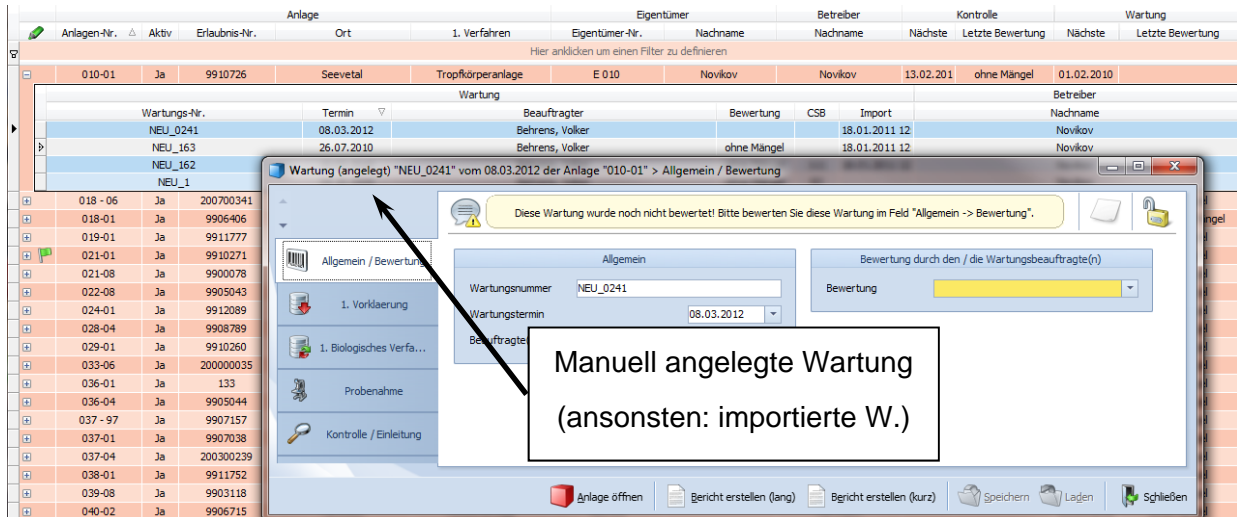 Anlage Eigentümer Betreiber Kontrolle Wartung
Anlagen-Nr. Aktiv Erlaubnis-Nr. Ort 1. Verfahren Eigentümer-Nr. Nachname Nachname Nächste Letzte Bewertung Nächste Letzte Bewertung
Hier anklicken um einen Filter zu definieren
010-01 Ja 9910726 Seevetal Tropfkörperanlage E 010 Novikov Novikov 13.02.201 ohne Mängel 01.02.2010
Wartung Betreiber
Wartungs-Nr. Termin Beauftragter Bewertung CSB Import Nachname
NEU_0241 08.03.2012 Behrens, Volker 18.01.2011 12 Novikov
NEU_163 26.07.2010 Behrens, Volker ohne Mängel 18.01.2011 12 Novikov
NEU_162
NEU_1
018 - 06 Ja 200700341
018-01 Ja 9906406
019-01 Ja 9911777
021-01 Ja 9910271
021-08 Ja 9900078
022-08 Ja 9905043
024-01 Ja 9912089
028-04 Ja 9908789
029-01 Ja 9910260
033-06 Ja 200000035
036-01 Ja 133
036-04 Ja 9905044
037 - 97 Ja 9907157
037-01 Ja 9907038
037-04 Ja 200300239
038-01 Ja 9911752
039-08 Ja 9903118
040-02 Ja 9906715
Wartung (angelegt) "NEU_0241" vom 08.03.2012 der Anlage "010-01" > Allgemein / Bewertung
Diese Wartung wurde noch nicht bewertet! Bitte bewerten Sie diese Wartung im Feld "Allgemein -> Bewertung".
Allgemein / Bewertung
1. Vorklaerung
1. Biologisches Verfa...
Probenahme
Kontrolle / Einleitung
Allgemein
Wartungsnummer NEU_0241
Wartungstermin 08.03.2012
Bewertung durch den / die Wartungsbeauftragte(n)
Bewertung
Manuell angelegte Wartung
(ansonsten: importierte W.)
Anlage öffnen Bericht erstellen (lang) Bericht erstellen (kurz) Speichern Laden Schließen